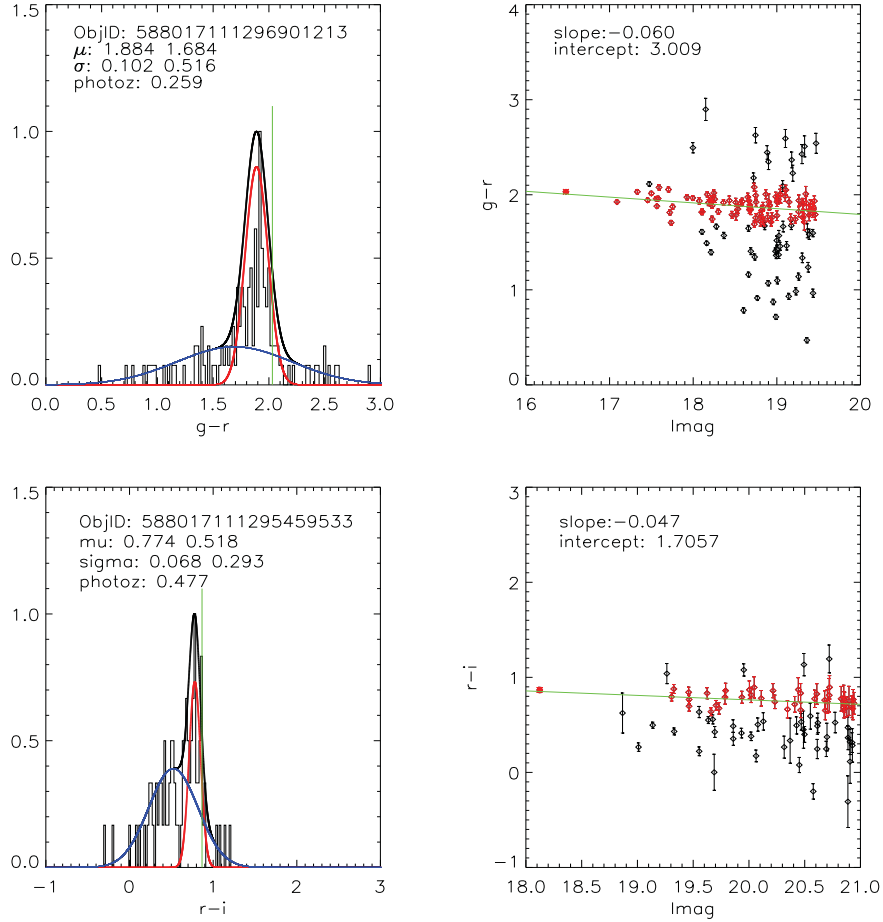 1.5
1.0
0.5
0.0
ObjID: 588017111296901213
μ: 1.884 1.684
σ: 0.102 0.516
photoz: 0.259
0.0 0.5 1.0 1.5 2.0 2.5 3.0
g-r
4
3
2
1
0
g-r
slope:-0.060
intercept: 3.009
16 17 18 19 20
Imag
1.5
1.0
0.5
0.0
ObjID: 588017111295459533
mu: 0.774 0.518
sigma: 0.068 0.293
photoz: 0.477
-1 0 1 2 3
r-i
3
2
1
0
-1
r-i
slope:-0.047
intercept: 1.7057
18.0 18.5 19.0 19.5 20.0 20.5 21.0
Imag